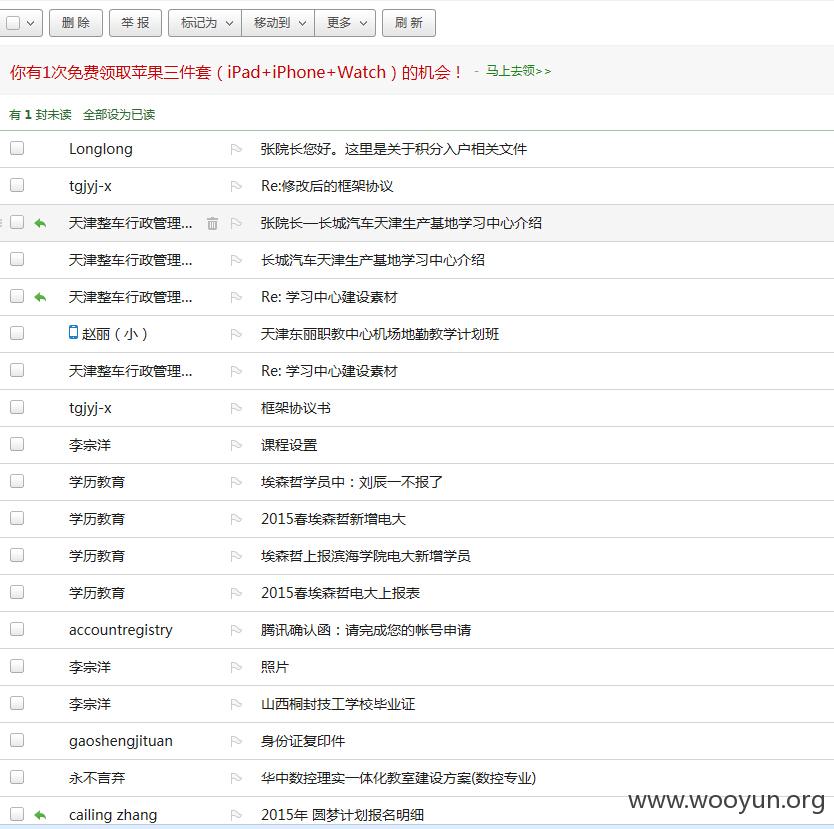 删 除 举 报 标记为 移动到 更多 刷 新
你有1次免费领取苹果三件套（iPad+iPhone+Watch）的机会！ - 马上去领>>
有 1 封未读 全部设为已读
Longlong 张院长您好。这里是关于积分入户相关文件
tgjyj-x Re:修改后的框架协议
天津整车行政管理... 张院长—长城汽车天津生产基地学习中心介绍
天津整车行政管理... 长城汽车天津生产基地学习中心介绍
天津整车行政管理... Re: 学习中心建设素材
赵丽（小） 天津东丽职教中心机场地勤教学计划班
天津整车行政管理... Re: 学习中心建设素材
tgjyj-x 框架协议书
李宗洋 课程设置
学历教育 埃森哲学员中：刘辰一不报了
学历教育 2015春埃森哲新增电大
学历教育 埃森哲上报滨海学院电大新增学员
学历教育 2015春埃森哲电大上报表
accountregistry 腾讯确认函：请完成您的帐号申请
李宗洋 照片
李宗洋 山西桐封技工学校毕业证
gaoshengjituan 身份证复印件
永不言弃 华中数控理实一体化教室建设方案(数控专业)
cailing zhang 2015年 圆梦计划报名明细
www.wooyun.org